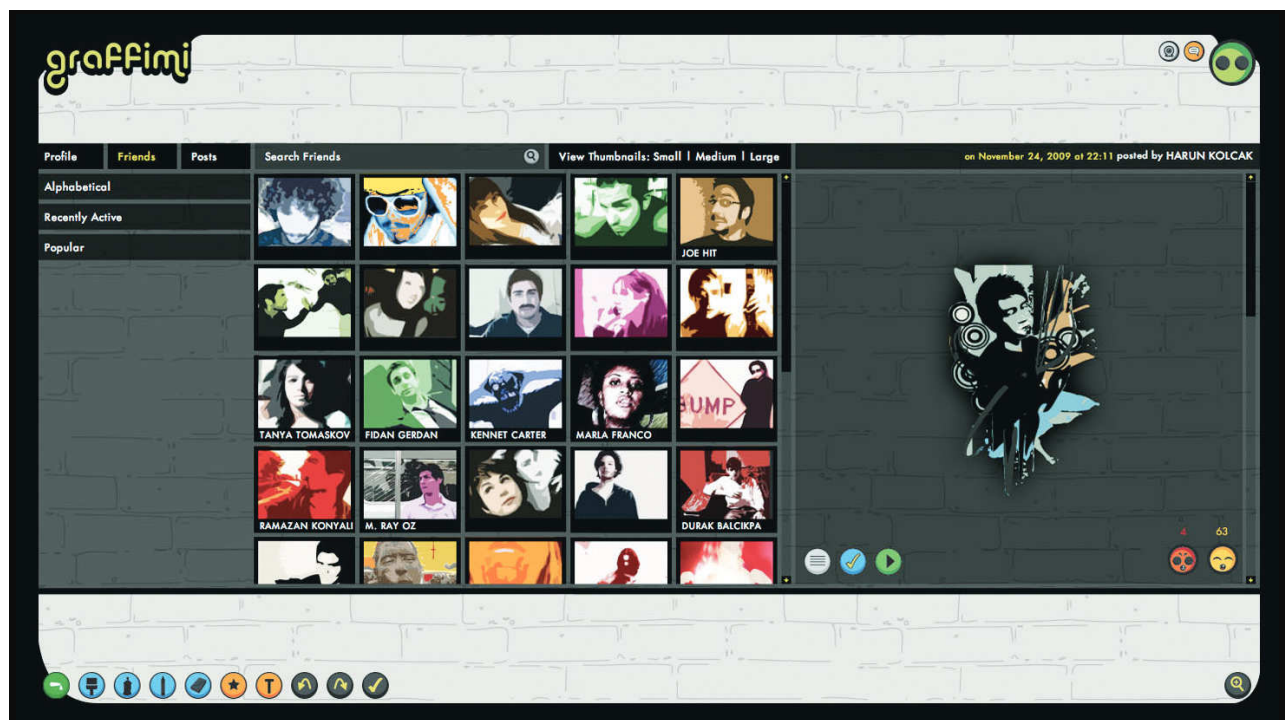 graffimi
Profile Friends Posts Search Friends View Thumbnails: Small | Medium | Large on November 24, 2009 at 22:11 posted by HARUN KOLCAK
Alphabetical
Recently Active
Popular
JOE HIT
TANYA TOMASKOV FIDAN GERDAN KENNET CARTER MARLA FRANCO
BUMP
RAMAZAN KONYALI M. RAY OZ DURAK BALCIKPA
4 63
T